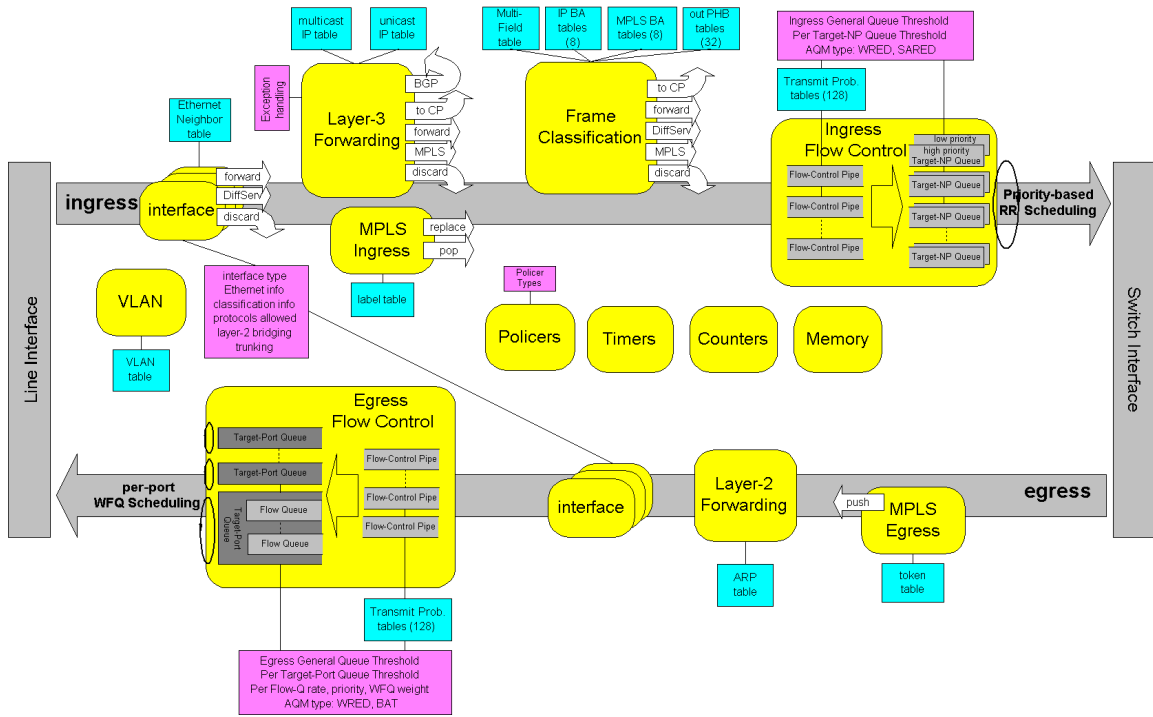 multicast
IP table
unicast
IP table
Multi-
Field
table
IP BA
tables
(8)
MPLS BA
tables (8)
out PHB
tables
(32)
Ingress General Queue Threshold
Per Target-NP Queue Threshold
AQM type: WRED, SARED
Exception
handling
Layer-3
Forwarding
BGP
to CP
forward
MPLS
discard
Frame
Classification
to CP
forward
DiffServ
MPLS
discard
Transmit Prob.
tables (128)
Ethernet
Neighbor
table
Ingress
Flow Control
low priority
high priority
Target-NP Queue
Flow-Control Pipe
Target-NP Queue
Flow-Control Pipe
Target-NP Queue
Flow-Control Pipe
Target-NP Queue
Priority-based
RR Scheduling
ingress
interface
forward
DiffServ
discard
MPLS
Ingress
replace
pop
label table
Line Interface
Switch Interface
VLAN
VLAN
table
interface type
Ethernet info
classification info
protocols allowed
layer-2 bridging
trunking
Policer
Types
Policers
Timers
Counters
Memory
Egress
Flow Control
Target-Port Queue
Target-Port Queue
Flow Queue
Flow Queue
Target-Port
Queue
Flow-Control Pipe
Flow-Control Pipe
Flow-Control Pipe
per-port
WFQ Scheduling
interface
Layer-2
Forwarding
push
MPLS
Egress
egress
ARP
table
token
table
Transmit Prob.
tables (128)
Egress General Queue Threshold
Per Target-Port Queue Threshold
Per Flow-Q rate, priority, WFQ weight
AQM type: WRED, BAT